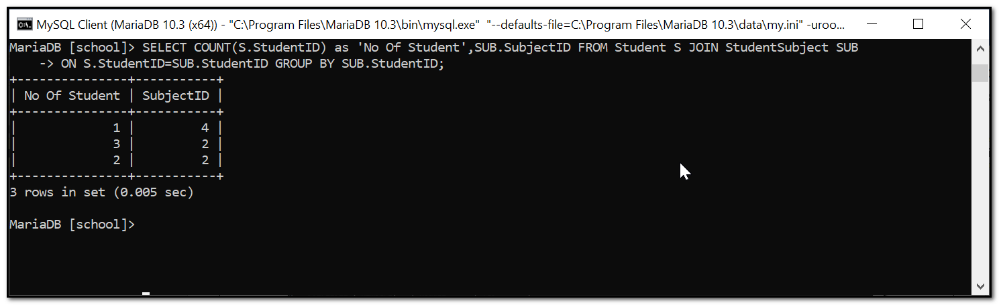 MySQL Client (MariaDB 10.3 (x64)) - "C:\Program Files\MariaDB 10.3\bin\mysql.exe"  "--defaults-file=C:\Program Files\MariaDB 10.3\data\my.ini" -uroo...
MariaDB [school]> SELECT COUNT(S.StudentID) as 'No Of Student',SUB.SubjectID FROM Student S JOIN StudentSubject SUB
    -> ON S.StudentID=SUB.StudentID GROUP BY SUB.StudentID;
+---------------+-----------+
| No Of Student | SubjectID |
+---------------+-----------+
|             1 |         4 |
|             3 |         2 |
|             2 |         2 |
+---------------+-----------+
3 rows in set (0.005 sec)
MariaDB [school]>